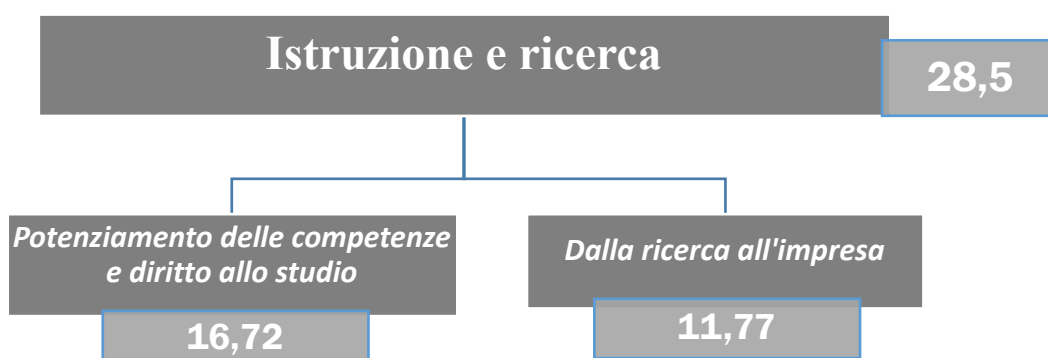 Istruzione e ricerca
28,5
Potenziamento delle competenze
e diritto allo studio
16,72
Dalla ricerca all'impresa
11,77